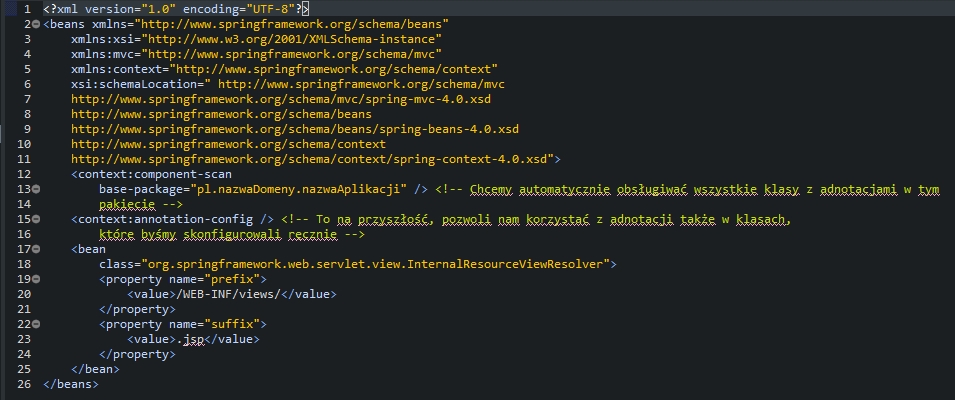 1 <?xml version="1.0" encoding="UTF-8"?>
2 <beans xmlns="http://www.springframework.org/schema/beans"
3     xmlns:xsi="http://www.w3.org/2001/XMLSchema-instance"
4     xmlns:mvc="http://www.springframework.org/schema/mvc"
5     xmlns:context="http://www.springframework.org/schema/context"
6     xsi:schemaLocation=" http://www.springframework.org/schema/mvc
7     http://www.springframework.org/schema/mvc/spring-mvc-4.0.xsd
8     http://www.springframework.org/schema/beans
9     http://www.springframework.org/schema/beans/spring-beans-4.0.xsd
10     http://www.springframework.org/schema/context
11     http://www.springframework.org/schema/context/spring-context-4.0.xsd">
12     <context:component-scan
13         base-package="pl.nazwaDomeny.nazwaAplikacji" /> <!-- Chcemy automatycznie obsługiwać wszystkie klasy z adnotacjami w tym
14         pakiecie -->
15     <context:annotation-config /> <!-- To na przyszłość, pozwoli nam korzystać z adnotacji także w klasach,
16         które byśmy skonfigurowali ręcznie -->
17     <bean
18         class="org.springframework.web.servlet.view.InternalResourceViewResolver">
19         <property name="prefix">
20             <value>/WEB-INF/views/</value>
21         </property>
22         <property name="suffix">
23             <value>.jsp</value>
24         </property>
25     </bean>
26 </beans>